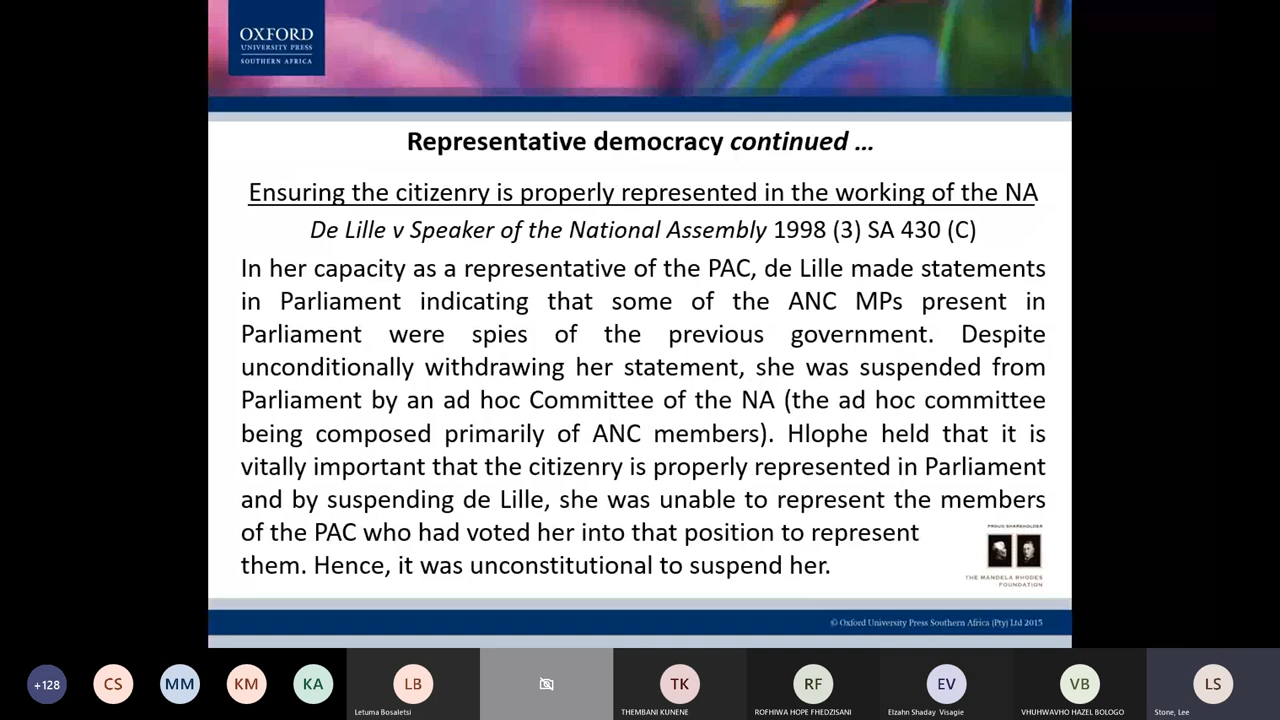 OXFORD
UNIVERSITY PRESS
SOUTHERN AFRICA
Representative democracy continued …
Ensuring the citizenry is properly represented in the working of the NA
De Lille v Speaker of the National Assembly 1998 (3) SA 430 (C)
In her capacity as a representative of the PAC, de Lille made statements
in Parliament indicating that some of the ANC MPs present in
Parliament were spies of the previous government. Despite
unconditionally withdrawing her statement, she was suspended from
Parliament by an ad hoc Committee of the NA (the ad hoc committee
being composed primarily of ANC members). Hlophe held that it is
vitally important that the citizenry is properly represented in Parliament
and by suspending de Lille, she was unable to represent the members
of the PAC who had voted her into that position to represent
them. Hence, it was unconstitutional to suspend her.
PROUD SHAREHOLDER
THE MANDELA RHODES
FOUNDATION
© Oxford University Press Southern Africa (Pty) Ltd 2015
+128 CS MM KM KA LB TK RF EV VB LS
Letuma Bosaletsi THEMBANI KUNENE ROFHIWA HOPE FHEDZISANI Elzahn Shaday Visagie VHUHWAVHO HAZEL BOLOGO Stone, Lee